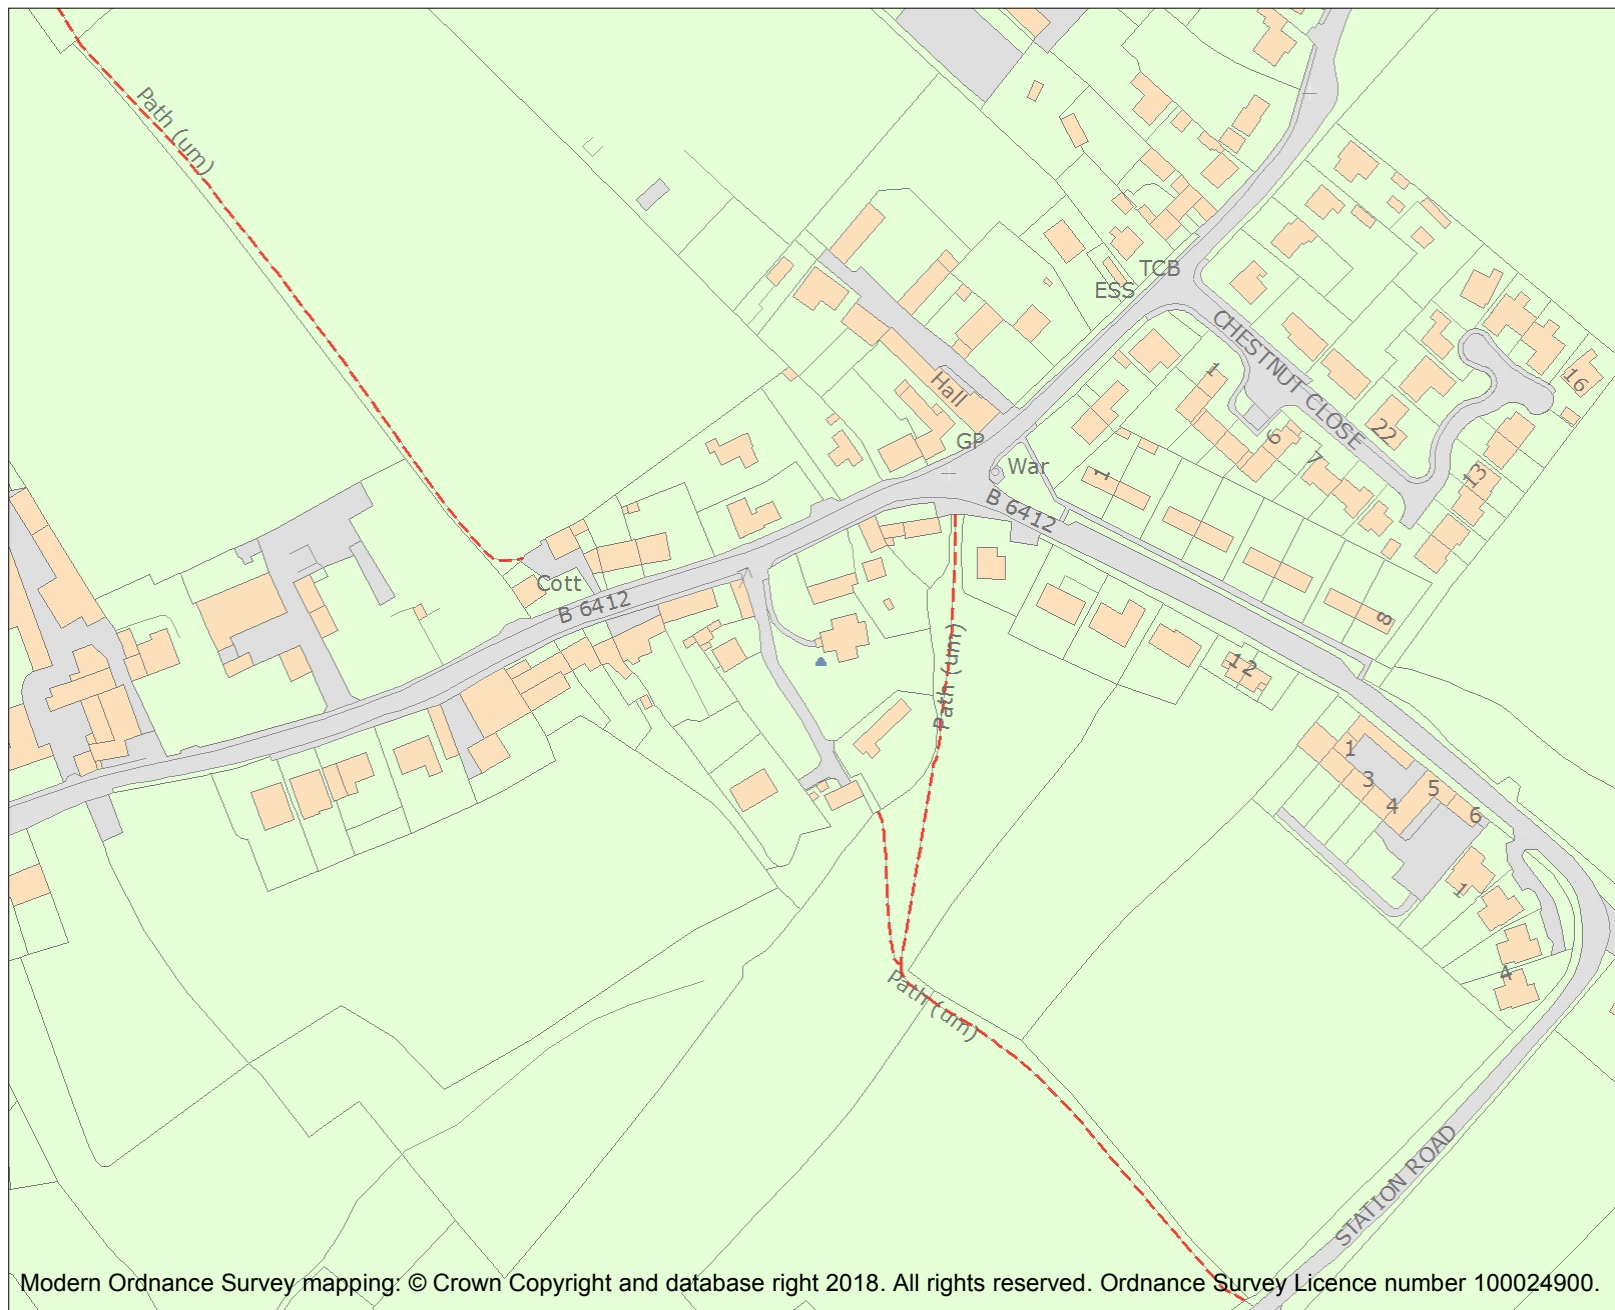 Path (um)
TCB
ESS
CHESTNUT CLOSE
1
16
Hall
22
6
GP
7
War
1
13
B 6412
Cott
B 6412
8
Path (um)
12
1
3
5
4
6
1
4
Path (um)
STATION ROAD
Modern Ordnance Survey mapping: © Crown Copyright and database right 2018. All rights reserved. Ordnance Survey Licence number 100024900.